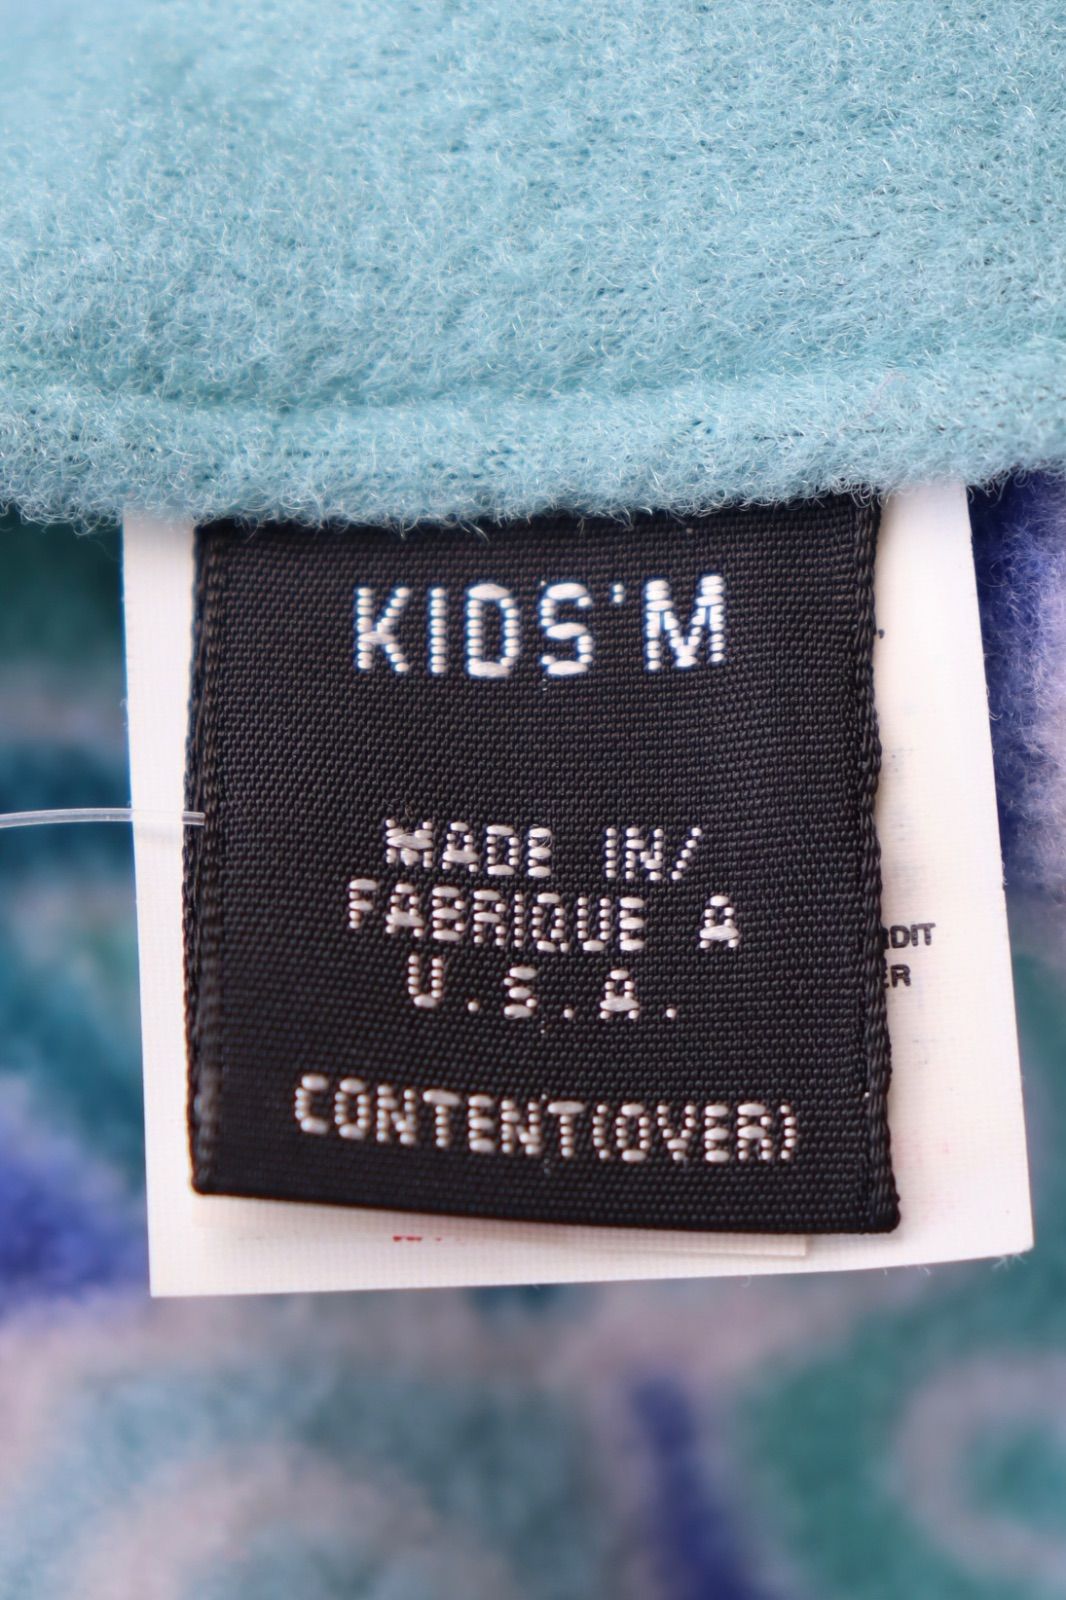 KIDS'M
MADE IN/
FABRIQUE A
U.S.A.
CONTENT(OVER)